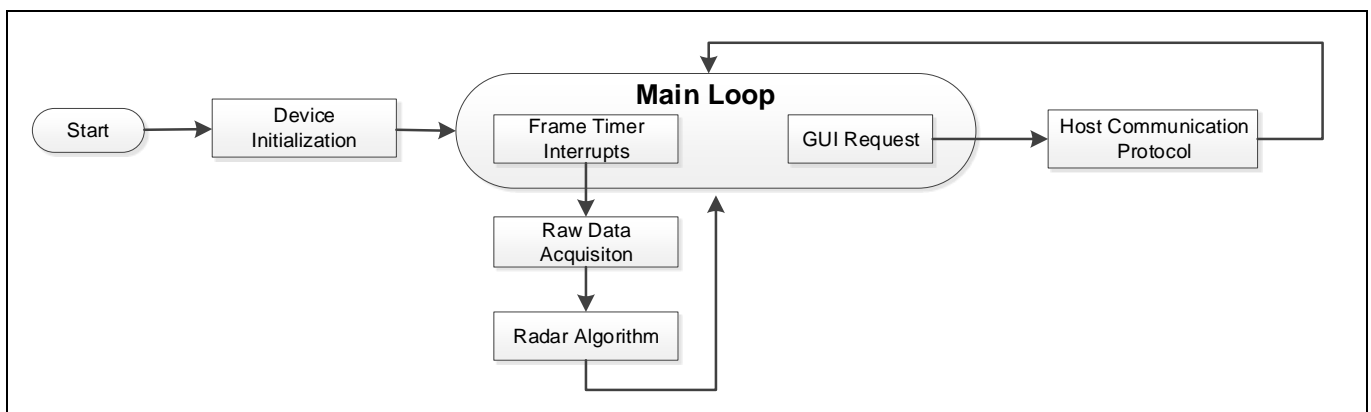 Main Loop
Start
Device
Initialization
Frame Timer
Interrupts
GUI Request
Host Communication
Protocol
Raw Data
Acquisiton
Radar Algorithm